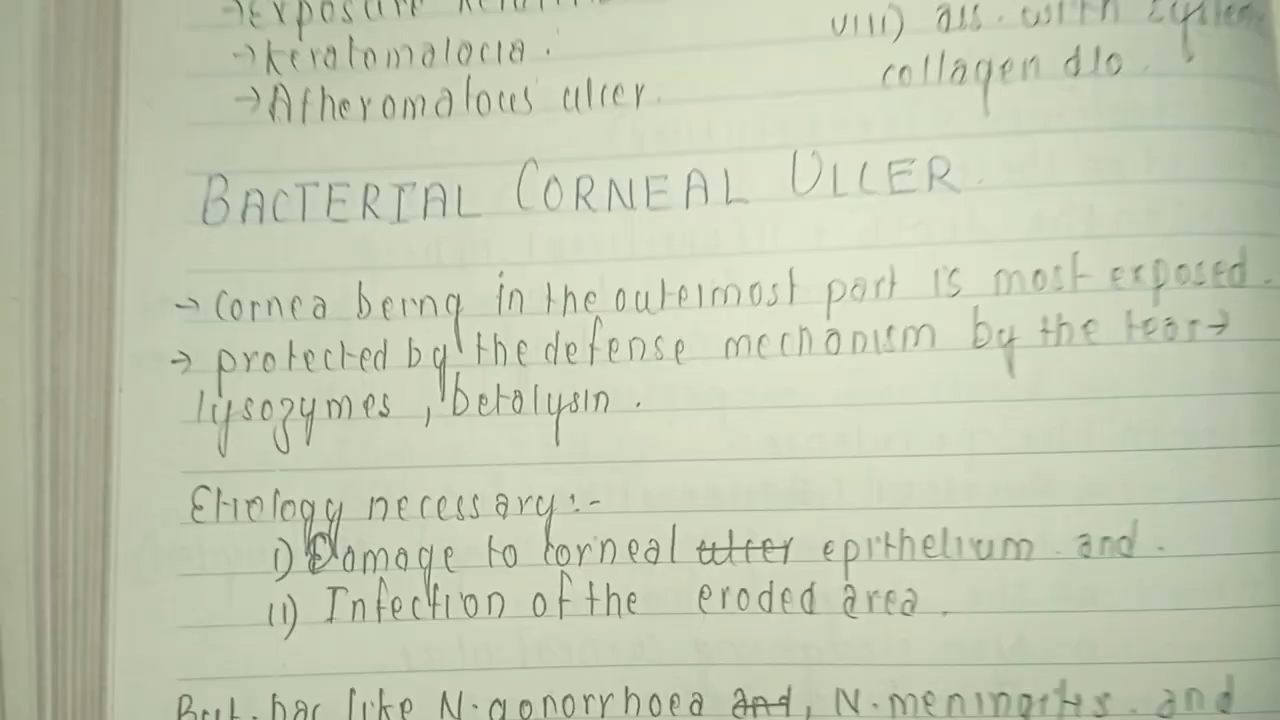 →Exposure
viii) ass. with
→Keratomalacia.
collagen d/o.
→Atheromatous ulcer.
BACTERIAL CORNEAL ULCER.
→ Cornea being in the outermost part is most exposed.
→ protected by the defense mechanism by the tear→
lysozymes, betalysin.
Etiology necessary:-
i) Damage to corneal ulcer epithelium and.
ii) Infection of the eroded area.
But bac like N. gonorrhoea and, N. meningites. and